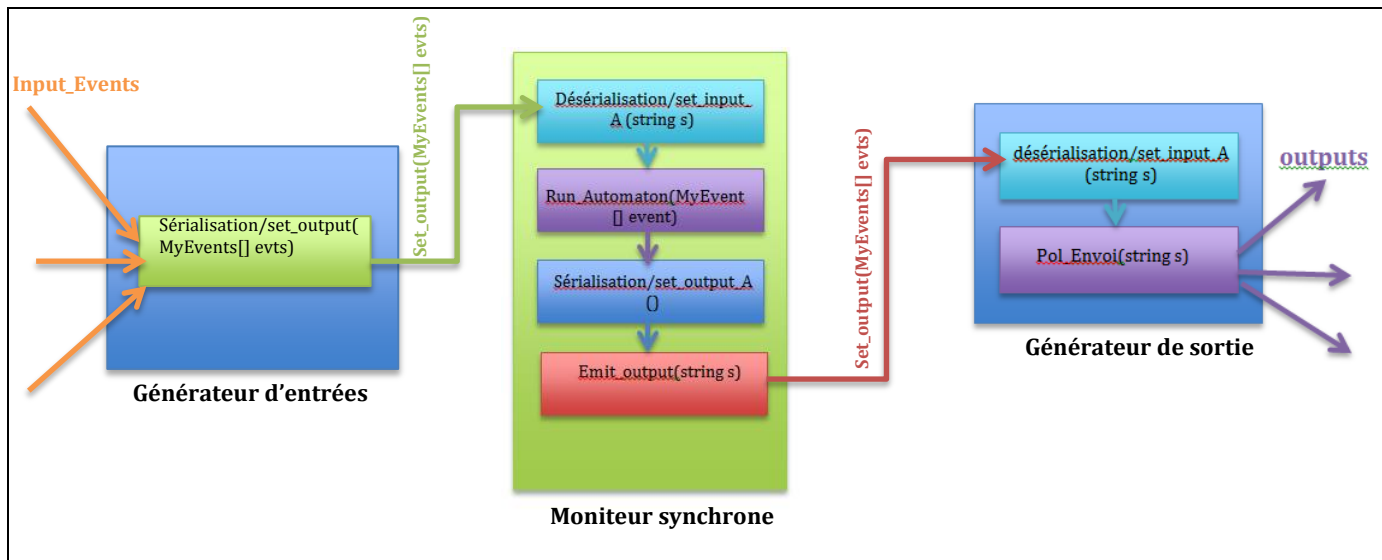 Input_Events
Sérialisation/set_output(
MyEvents[] evts)
Générateur d'entrées
Set_output(MyEvents[] evts)
Désérialisation/set_input_
A (string s)
Run_Automaton(MyEvent
[] event)
Sérialisation/set_output_A
()
Emit_output(string s)
Moniteur synchrone
Set_output(MyEvents[] evts)
désérialisation/set_input_A
(string s)
Pol_Envoi(string s)
Générateur de sortie
outputs